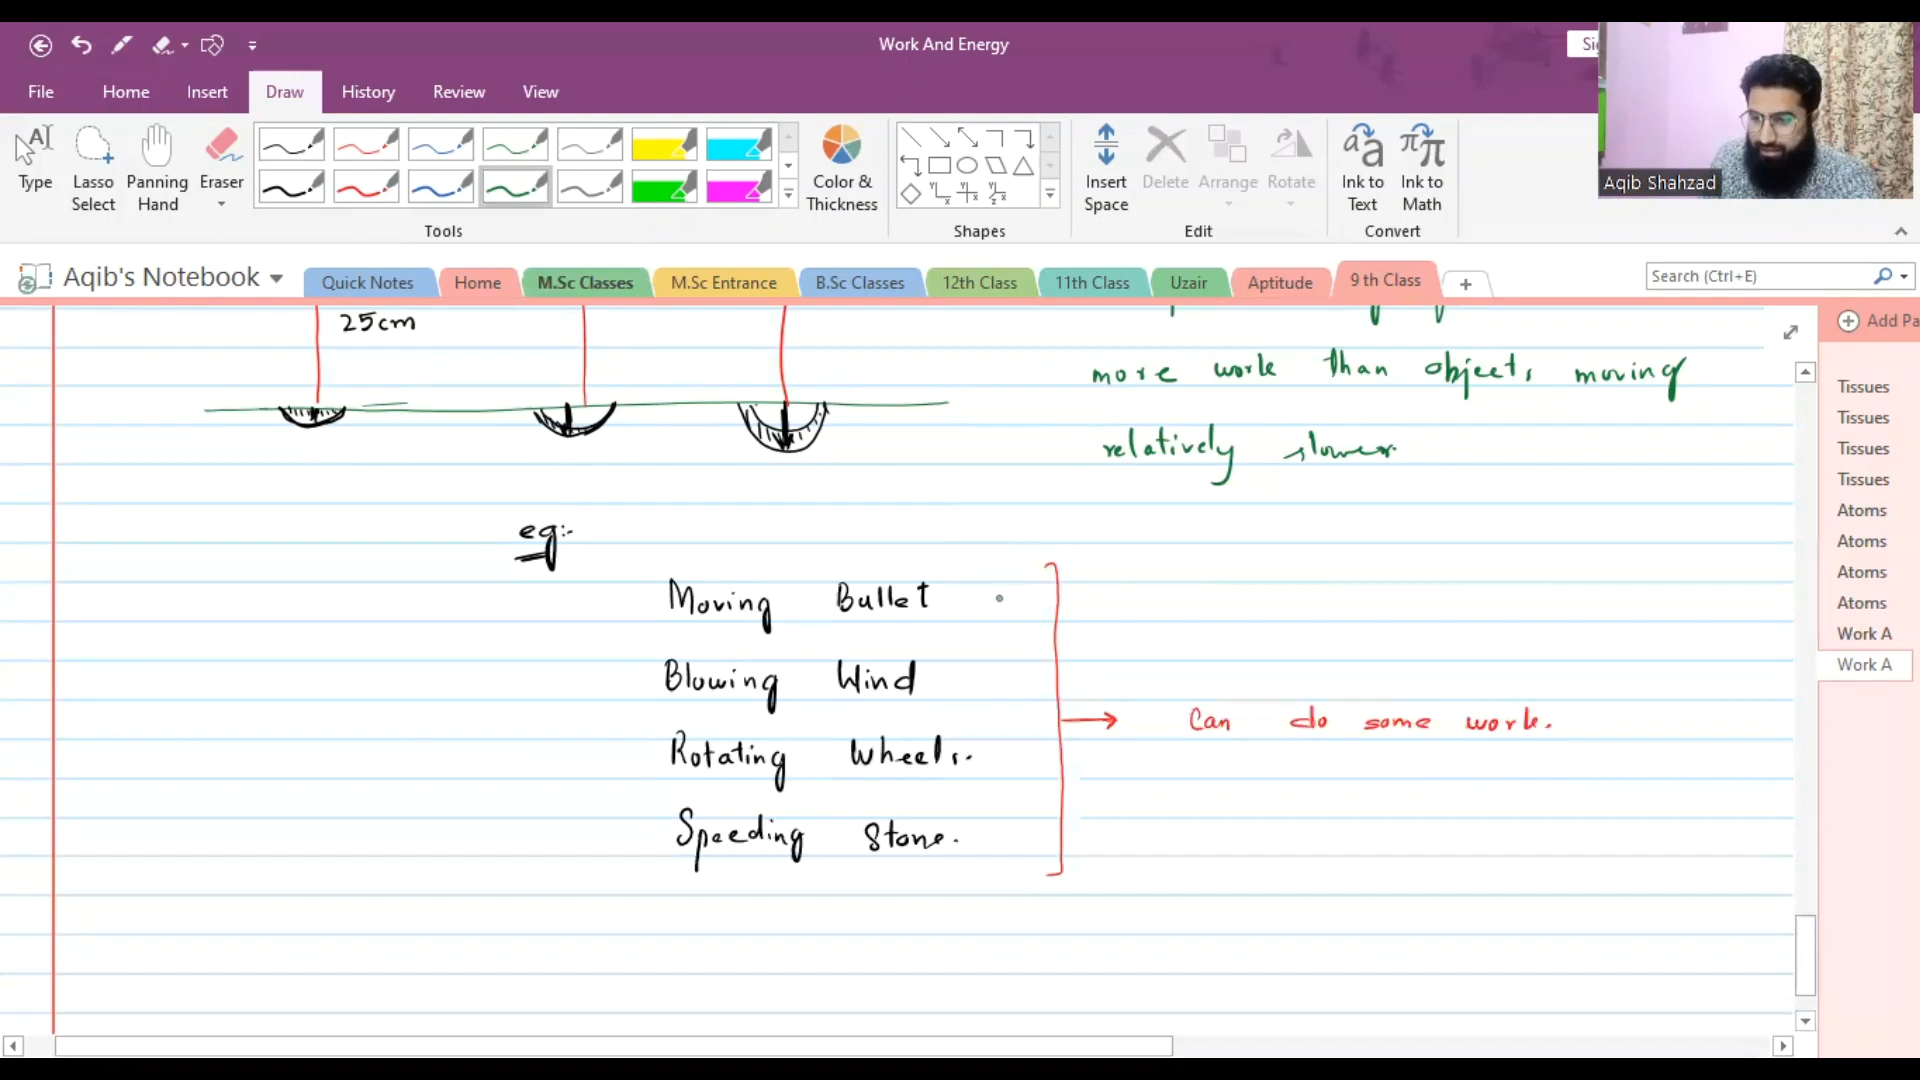 Work And Energy
Si
File Home Insert Draw History Review View
Type
Lasso Select
Panning Hand
Eraser
Color & Thickness
Insert Space
Delete
Arrange
Rotate
Ink to Text
Ink to Math
Aqib Shahzad
Tools Shapes Edit Convert
Aqib's Notebook Quick Notes Home M.Sc Classes M.Sc Entrance B.Sc Classes 12th Class 11th Class Uzair Aptitude 9 th Class
Search (Ctrl+E)
Add Pa
25cm
more work than objects moving
relatively slower.
eg:-
Moving Bullet
Blowing Wind
Rotating Wheels.
Speeding Stone.
Can do some work.
Tissues
Tissues
Tissues
Tissues
Atoms
Atoms
Atoms
Atoms
Work A
Work A